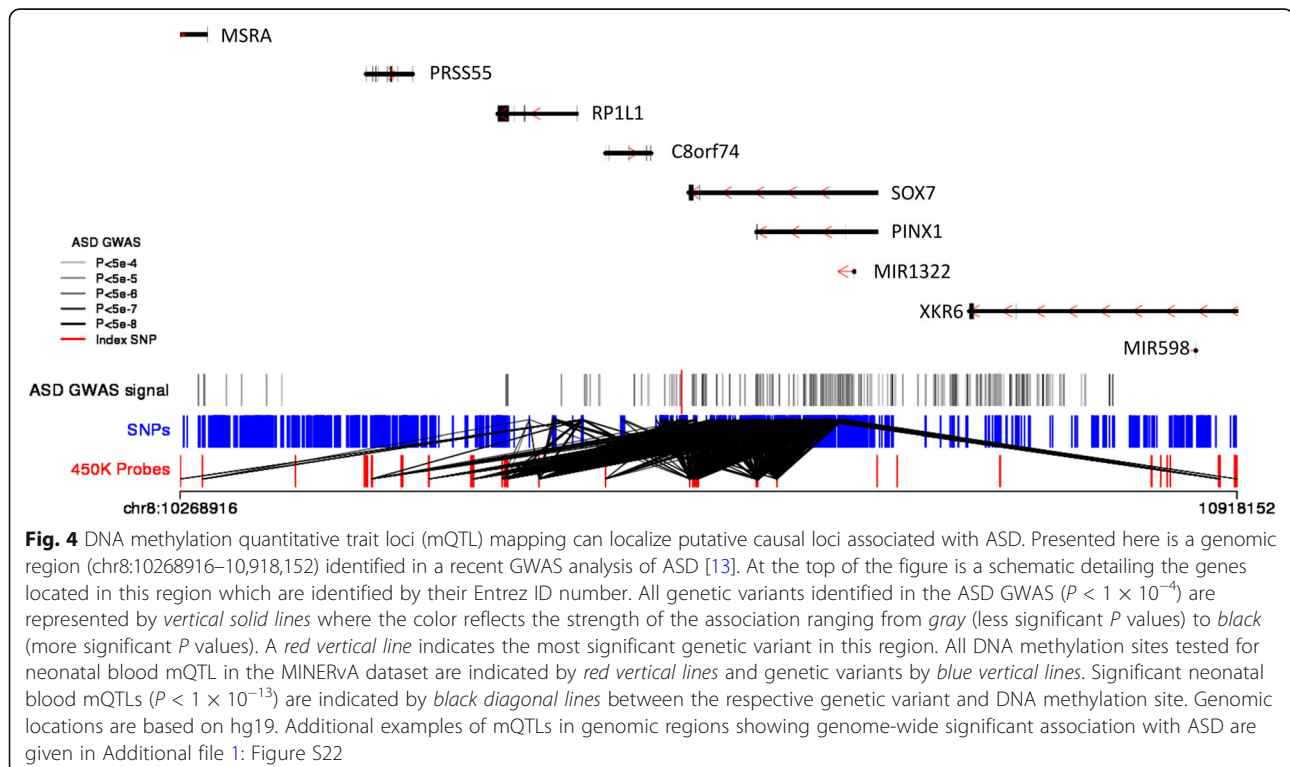 MSRA
PRSS55
RP1L1
C8orf74
SOX7
PINX1
MIR1322
XKR6
MIR598
ASD GWAS
P<5e-4
P<5e-5
P<5e-6
P<5e-7
P<5e-8
Index SNP
ASD GWAS signal
SNPs
450K Probes
chr8:10268916
10918152
Fig. 4 DNA methylation quantitative trait loci (mQTL) mapping can localize putative causal loci associated with ASD. Presented here is a genomic
region (chr8:10268916–10,918,152) identified in a recent GWAS analysis of ASD [13]. At the top of the figure is a schematic detailing the genes
located in this region which are identified by their Entrez ID number. All genetic variants identified in the ASD GWAS (P < 1 × 10⁻⁴) are
represented by vertical solid lines where the color reflects the strength of the association ranging from gray (less significant P values) to black
(more significant P values). A red vertical line indicates the most significant genetic variant in this region. All DNA methylation sites tested for
neonatal blood mQTL in the MINERvA dataset are indicated by red vertical lines and genetic variants by blue vertical lines. Significant neonatal
blood mQTLs (P < 1 × 10⁻¹³) are indicated by black diagonal lines between the respective genetic variant and DNA methylation site. Genomic
locations are based on hg19. Additional examples of mQTLs in genomic regions showing genome-wide significant association with ASD are
given in Additional file 1: Figure S22